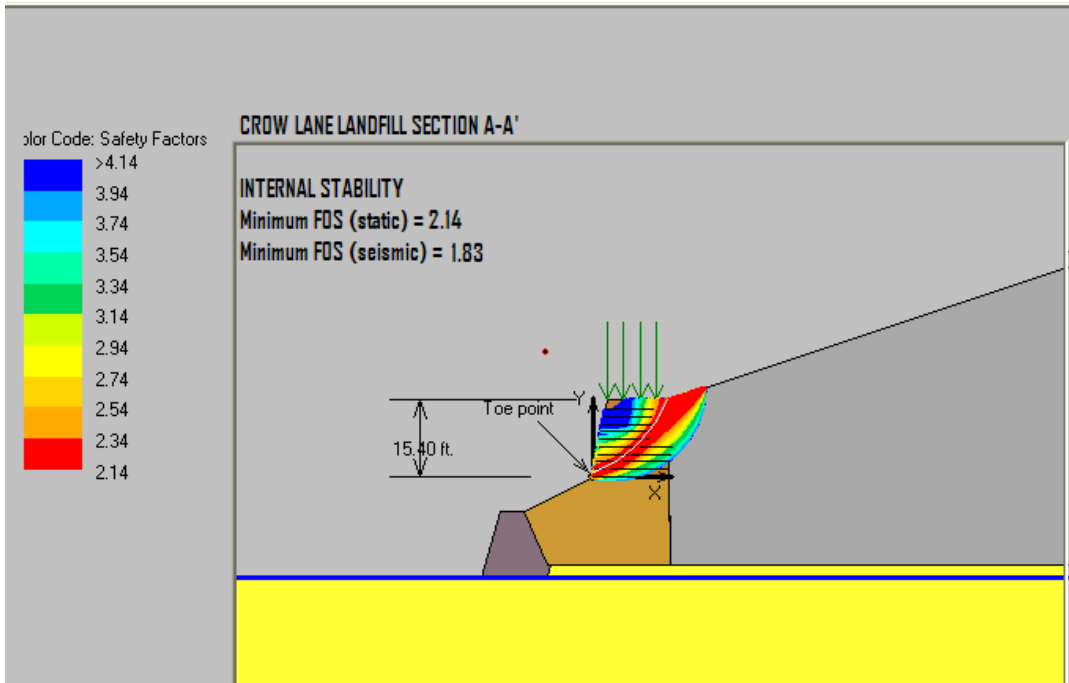 CROW LANE LANDFILL SECTION A-A'
olor Code: Safety Factors
>4.14
3.94
3.74
3.54
3.34
3.14
2.94
2.74
2.54
2.34
2.14
INTERNAL STABILITY
Minimum FOS (static) = 2.14
Minimum FOS (seismic) = 1.83
Y
Toe point
15.40 ft.
X